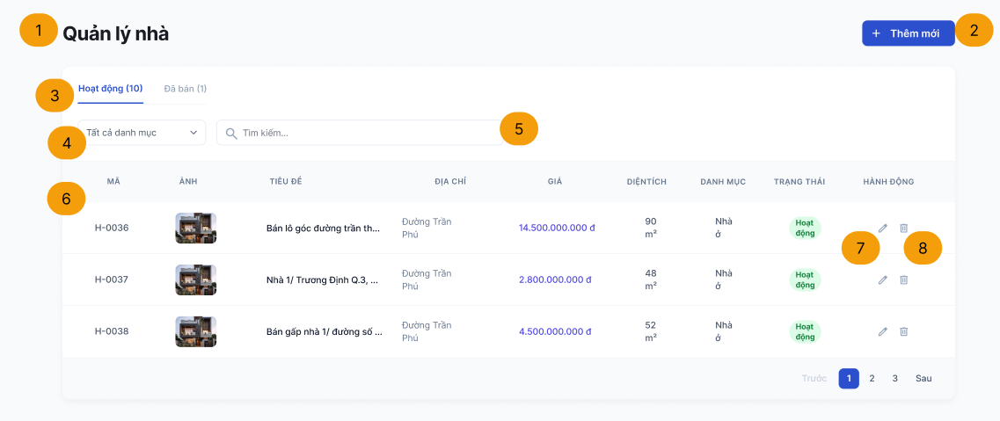 1
Quản lý nhà
+ Thêm mới
2
3
Hoạt động (10)
Đã bán (1)
4
Tất cả danh mục
Tìm kiếm...
5
6
MÃ
ẢNH
TIÊU ĐỀ
ĐỊA CHỈ
GIÁ
DIỆNTÍCH
DANH MỤC
TRẠNG THÁI
HÀNH ĐỘNG
H-0036
Bán lô góc đường trần th...
Đường Trần
Phú
14.500.000.000 đ
90
m²
Nhà
ở
Hoạt
động
7
8
H-0037
Nhà 1/ Trương Định Q.3, ...
Đường Trần
Phú
2.800.000.000 đ
48
m²
Nhà
ở
Hoạt
động
H-0038
Bán gấp nhà 1/ đường số ...
Đường Trần
Phú
4.500.000.000 đ
52
m²
Nhà
ở
Hoạt
động
Trước
1
2
3
Sau